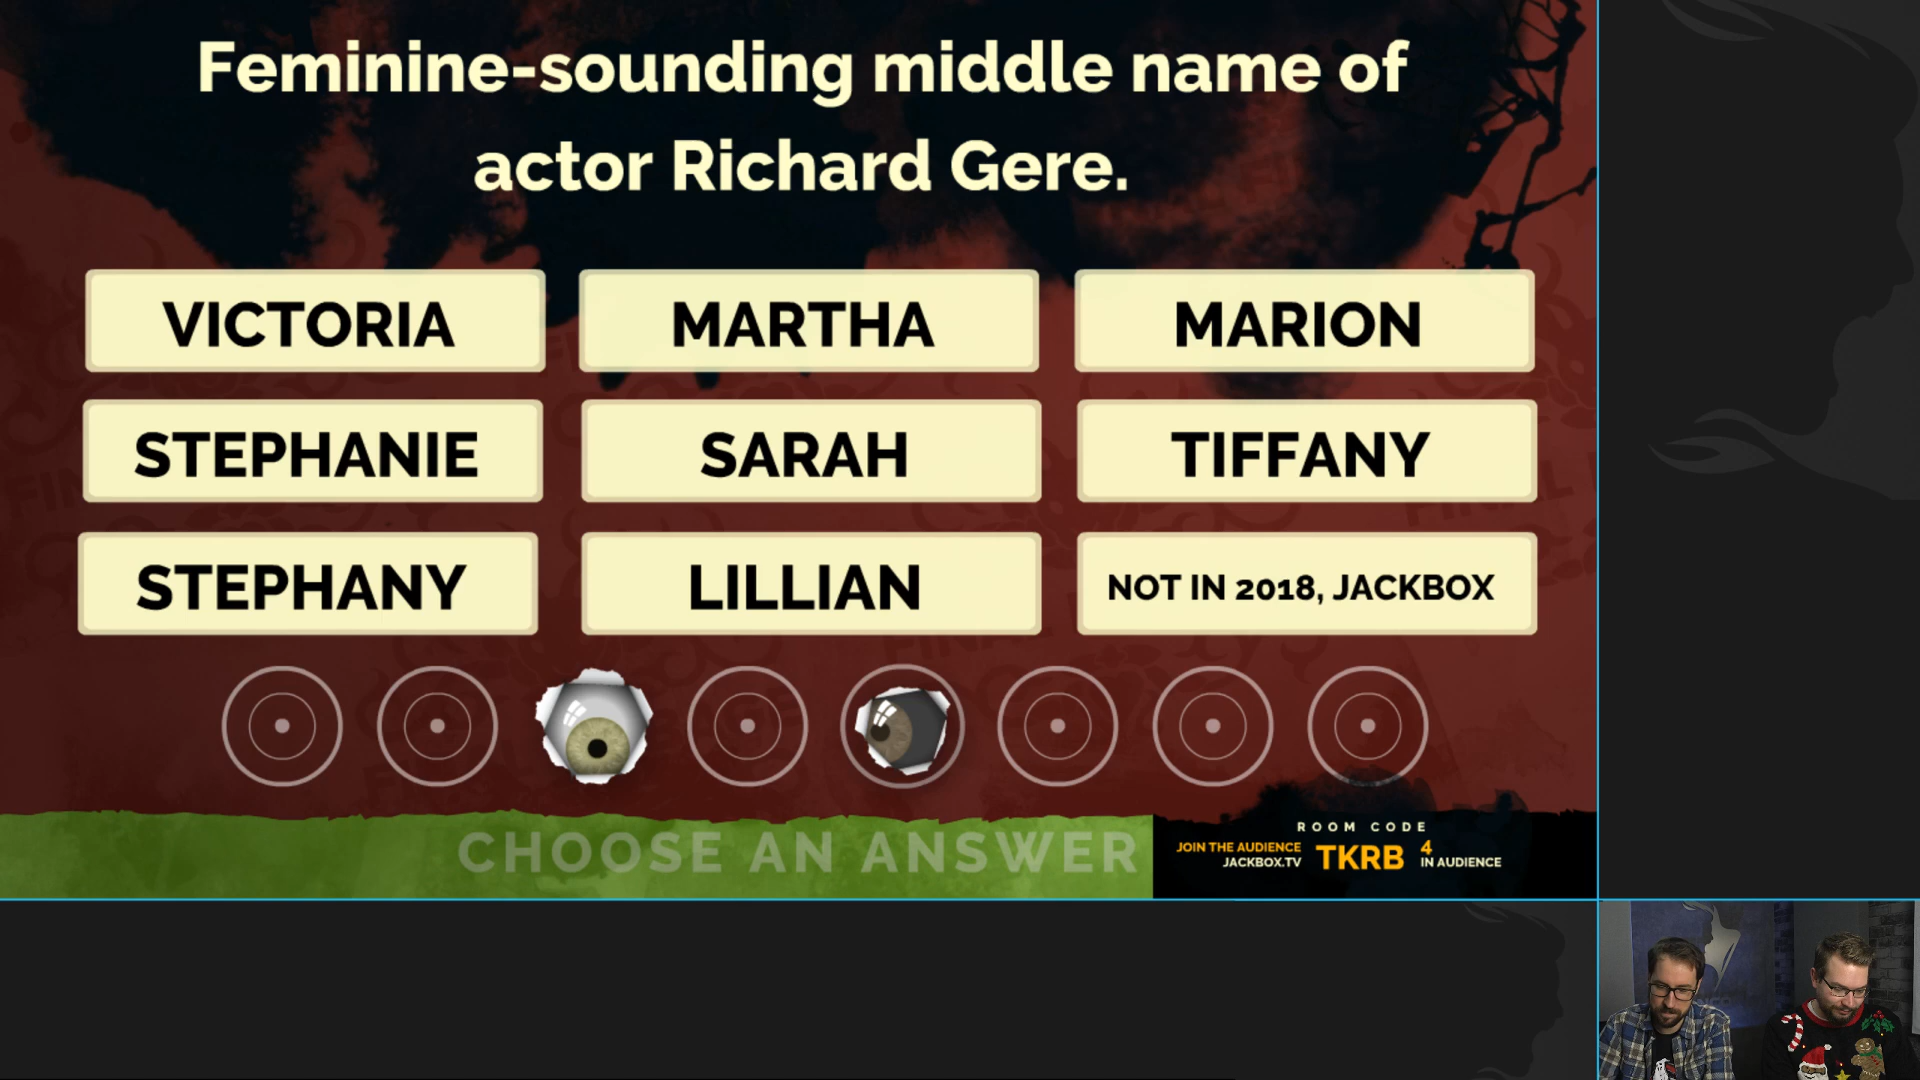 Feminine-sounding middle name of
actor Richard Gere.
VICTORIA
MARTHA
MARION
STEPHANIE
SARAH
TIFFANY
STEPHANY
LILLIAN
NOT IN 2018, JACKBOX
CHOOSE AN ANSWER
ROOM CODE
JOIN THE AUDIENCE
JACKBOX.TV
TKRB
4
IN AUDIENCE